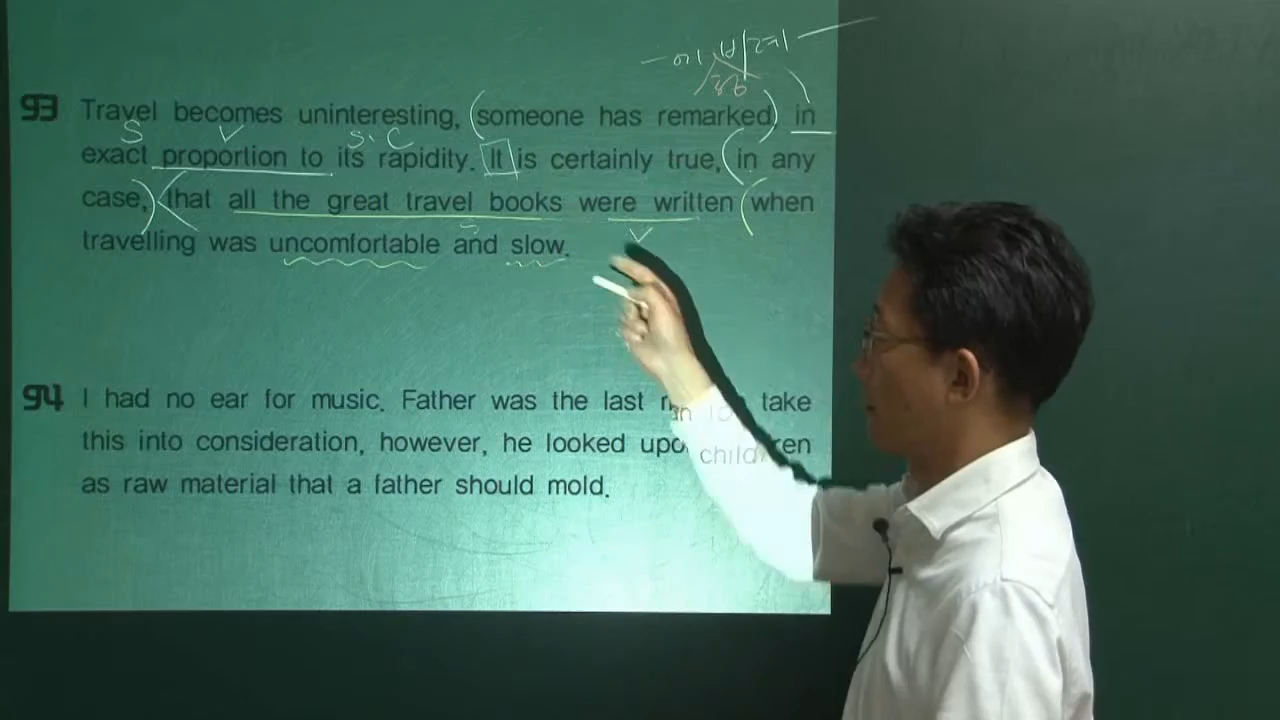 93 Travel becomes uninteresting, (someone has remarked) in
S V S.C
exact proportion to its rapidity. It is certainly true, (in any
case,) that all the great travel books were written (when
S V
travelling was uncomfortable and slow.
94 I had no ear for music. Father was the last take
this into consideration, however, he looked upo children
as raw material that a father should mold.